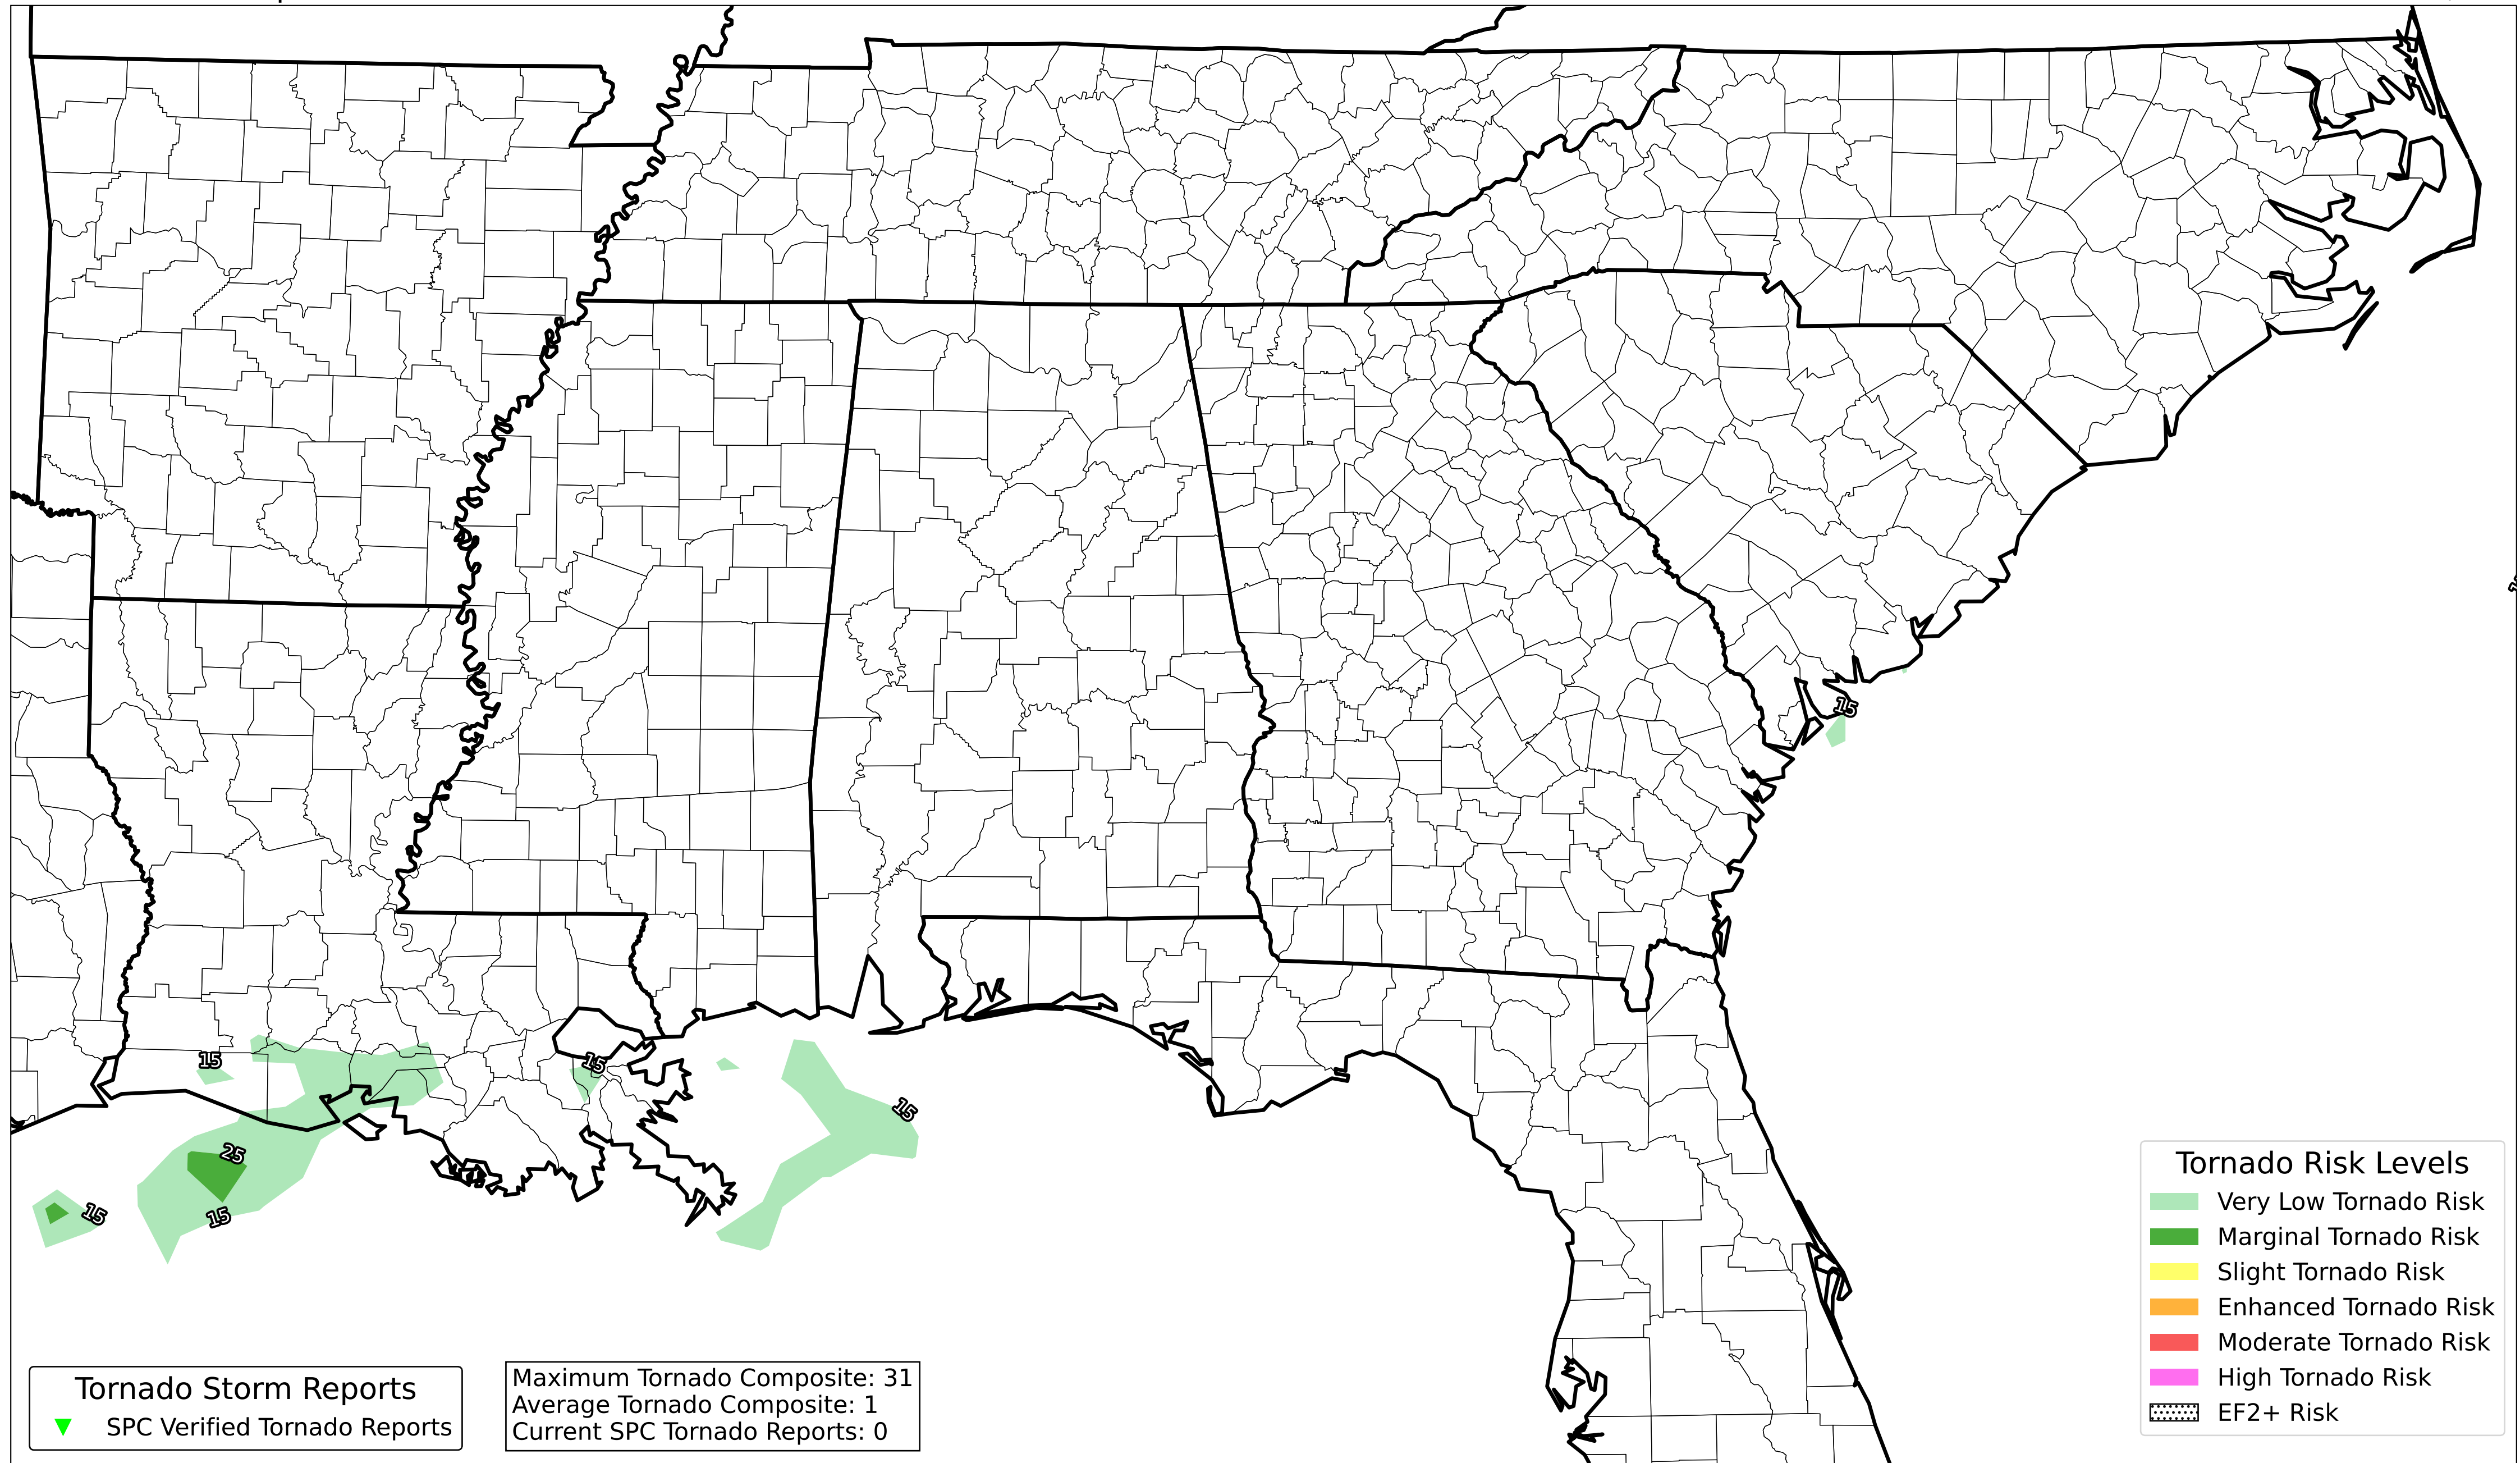 15
15
15
15
25
15
15
Tornado Risk Levels
Very Low Tornado Risk
Marginal Tornado Risk
Slight Tornado Risk
Enhanced Tornado Risk
Moderate Tornado Risk
High Tornado Risk
EF2+ Risk
Tornado Storm Reports
SPC Verified Tornado Reports
Maximum Tornado Composite: 31
Average Tornado Composite: 1
Current SPC Tornado Reports: 0